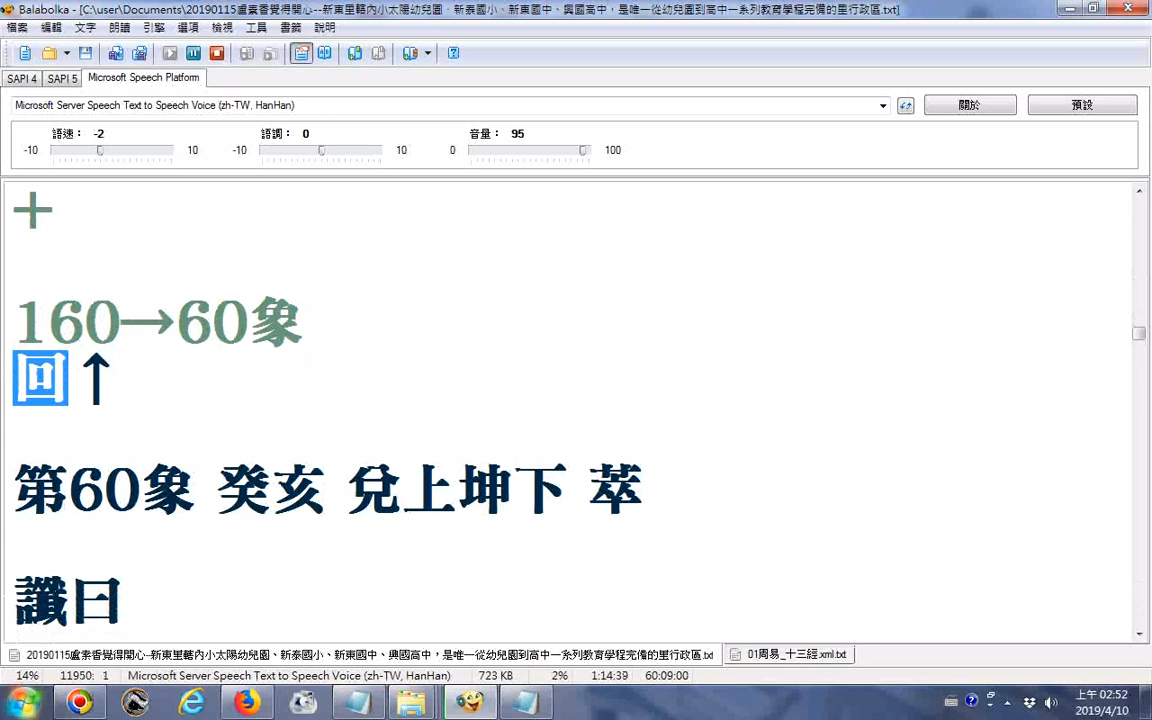 Balabolka - [C:\user\Documents\20190115盧素香覺得開心--新東里轄內小太陽幼兒園、新泰國小、新東國中、興國高中，是唯一從幼兒園到高中一系列教育學程完備的里行政區.txt]
檔案 編輯 文字 朗讀 引擎 選項 檢視 工具 書籤 說明
SAPI 4 SAPI 5 Microsoft Speech Platform
Microsoft Server Speech Text to Speech Voice (zh-TW, HanHan) 關於 預設
語速： -2 語調： 0 音量： 95
-10 10 -10 10 0 100
＋
160→60象
回↑
第60象 癸亥 兌上坤下 萃
讖曰
20190115盧素香覺得開心--新東里轄內小太陽幼兒園、新泰國小、新東國中、興國高中，是唯一從幼兒園到高中一系列教育學程完備的里行政區.txt 01周易_十三經.xml.txt
14% 11950: 1 Microsoft Server Speech Text to Speech Voice (zh-TW, HanHan) 723 KB 2% 1:14:39 60:09:00
上午 02:52
2019/4/10